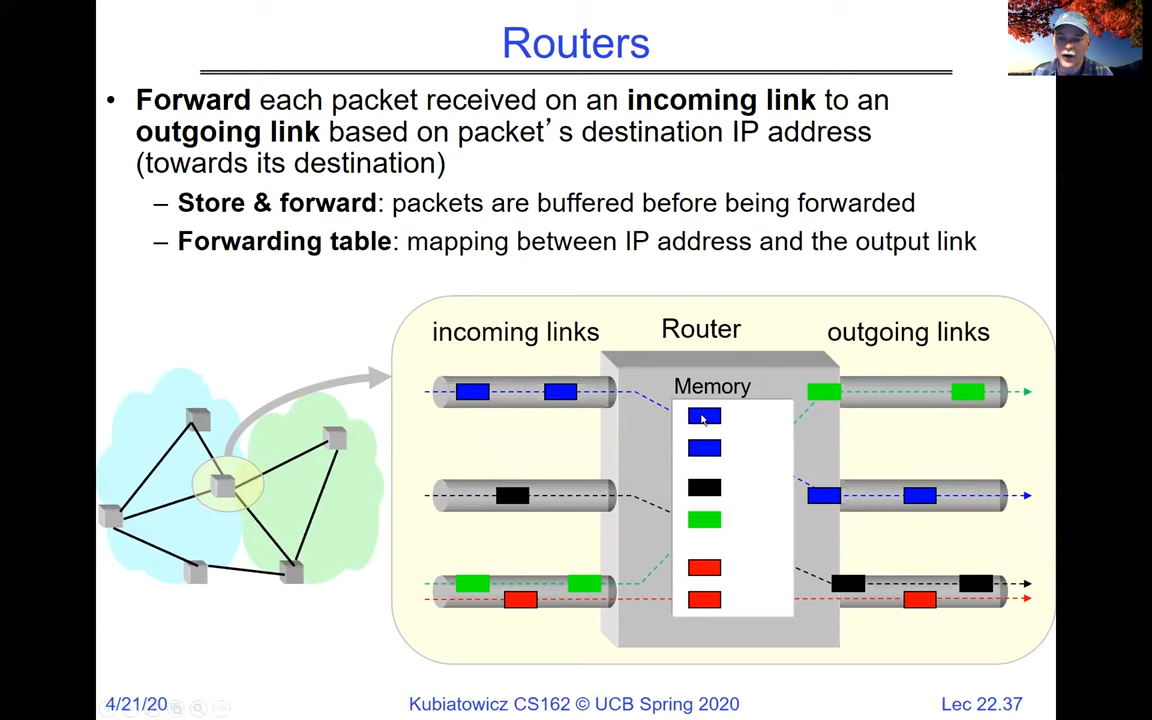 Routers
• Forward each packet received on an incoming link to an
outgoing link based on packet's destination IP address
(towards its destination)
– Store & forward: packets are buffered before being forwarded
– Forwarding table: mapping between IP address and the output link
incoming links
Router
outgoing links
Memory
4/21/20
Kubiatowicz CS162 © UCB Spring 2020
Lec 22.37